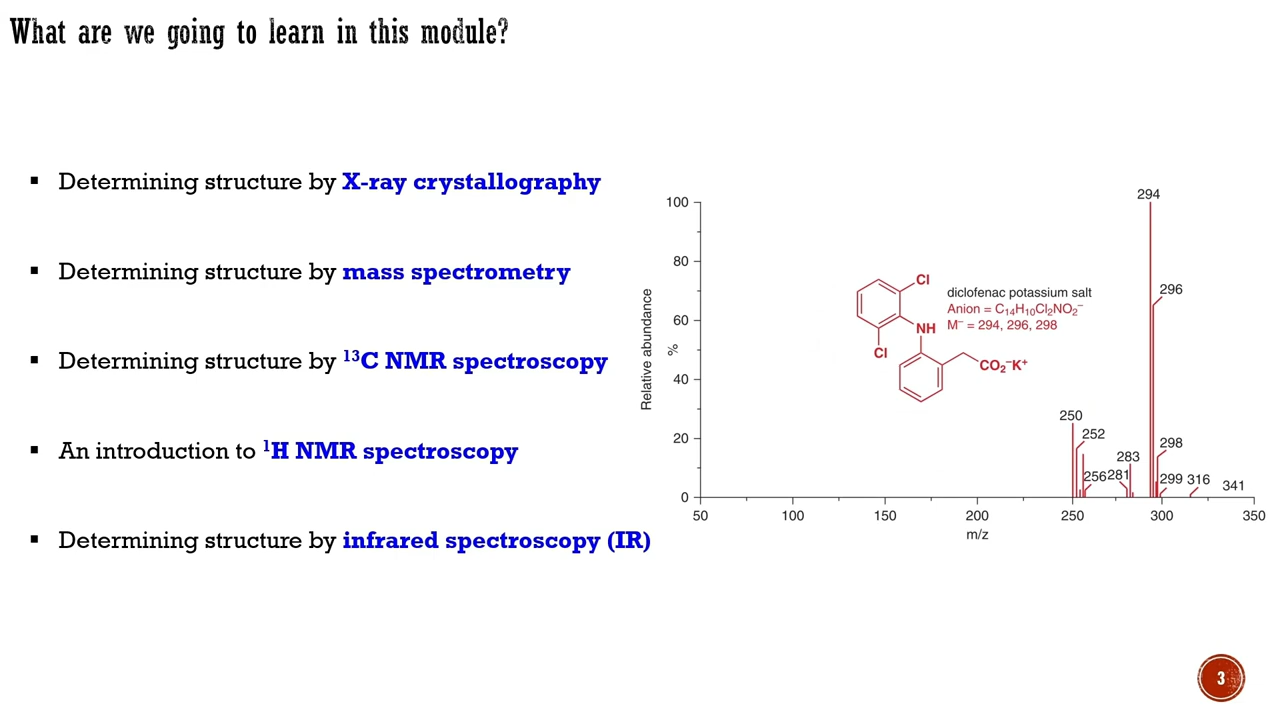 What are we going to learn in this module?
▪ Determining structure by X-ray crystallography
▪ Determining structure by mass spectrometry
▪ Determining structure by ¹³C NMR spectroscopy
▪ An introduction to ¹H NMR spectroscopy
▪ Determining structure by infrared spectroscopy (IR)
Relative abundance
%
100
80
60
40
20
0
50 100 150 200 250 300 350
m/z
Cl
NH
Cl
CO₂⁻K⁺
diclofenac potassium salt
Anion = C₁₄H₁₀Cl₂NO₂⁻
M⁻ = 294, 296, 298
294
296
250
252
256
281
283
298
299
316
341
3